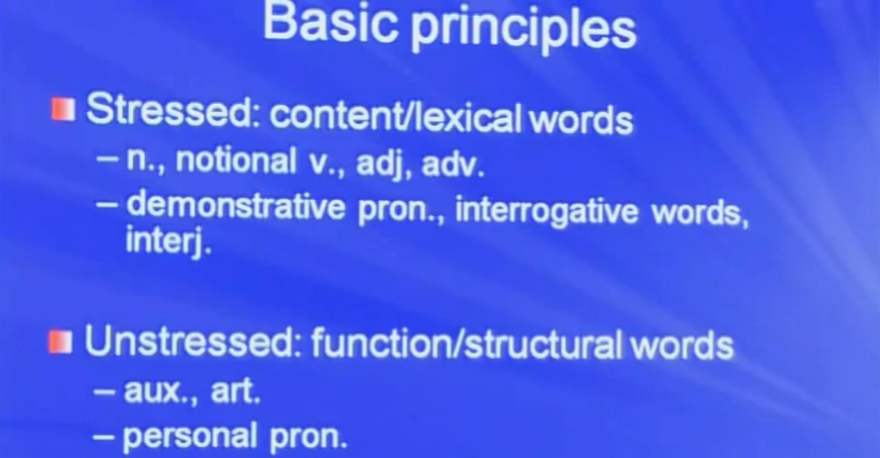 Basic principles
Stressed: content/lexical words
– n., notional v., adj, adv.
– demonstrative pron., interrogative words,
interj.
Unstressed: function/structural words
– aux., art.
– personal pron.